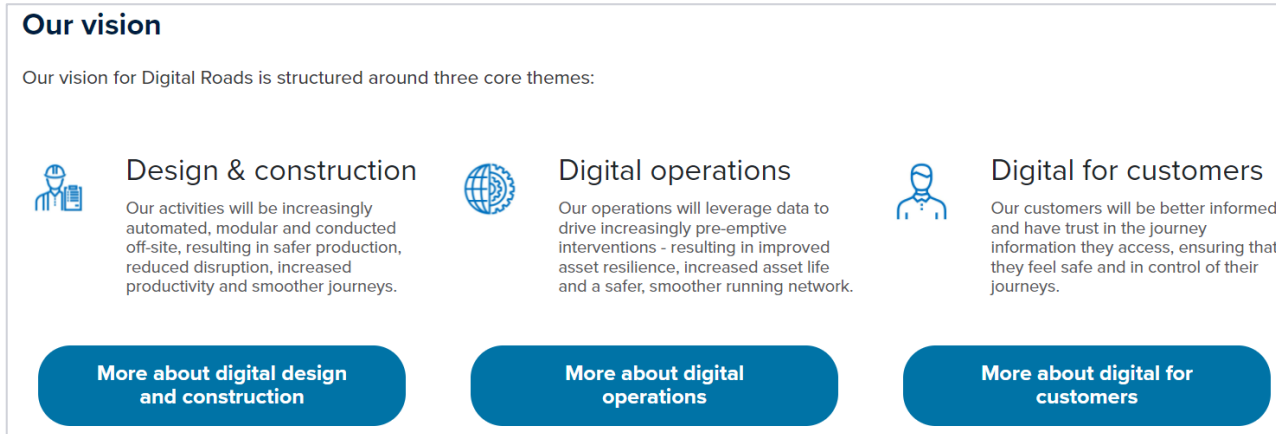 Our vision
Our vision for Digital Roads is structured around three core themes:
Design & construction
Our activities will be increasingly
automated, modular and conducted
off-site, resulting in safer production,
reduced disruption, increased
productivity and smoother journeys.
More about digital design
and construction
Digital operations
Our operations will leverage data to
drive increasingly pre-emptive
interventions - resulting in improved
asset resilience, increased asset life
and a safer, smoother running network.
More about digital
operations
Digital for customers
Our customers will be better informed
and have trust in the journey
information they access, ensuring that
they feel safe and in control of their
journeys.
More about digital for
customers